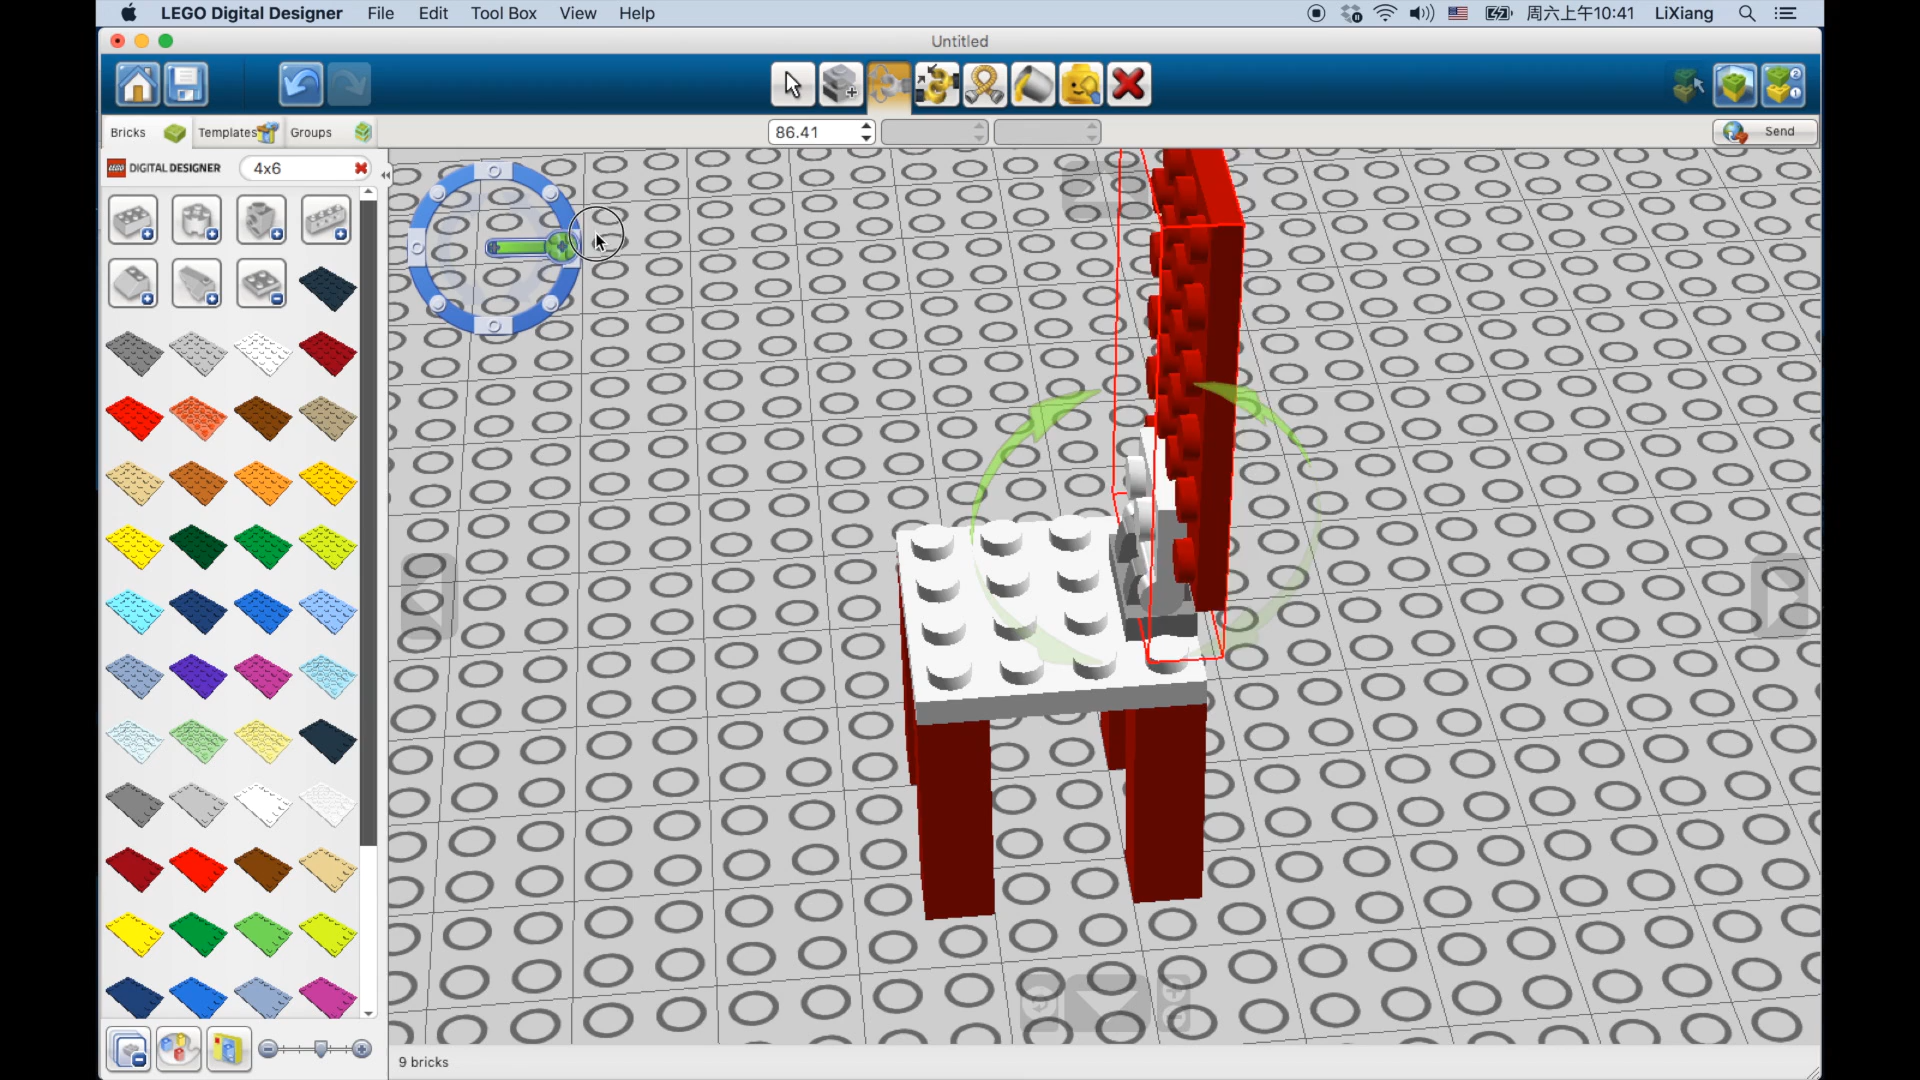 LEGO Digital Designer File Edit Tool Box View Help 周六上午10:41 LiXiang
Untitled
Bricks Templates Groups 86.41 Send
LEGO DIGITAL DESIGNER 4x6
9 bricks